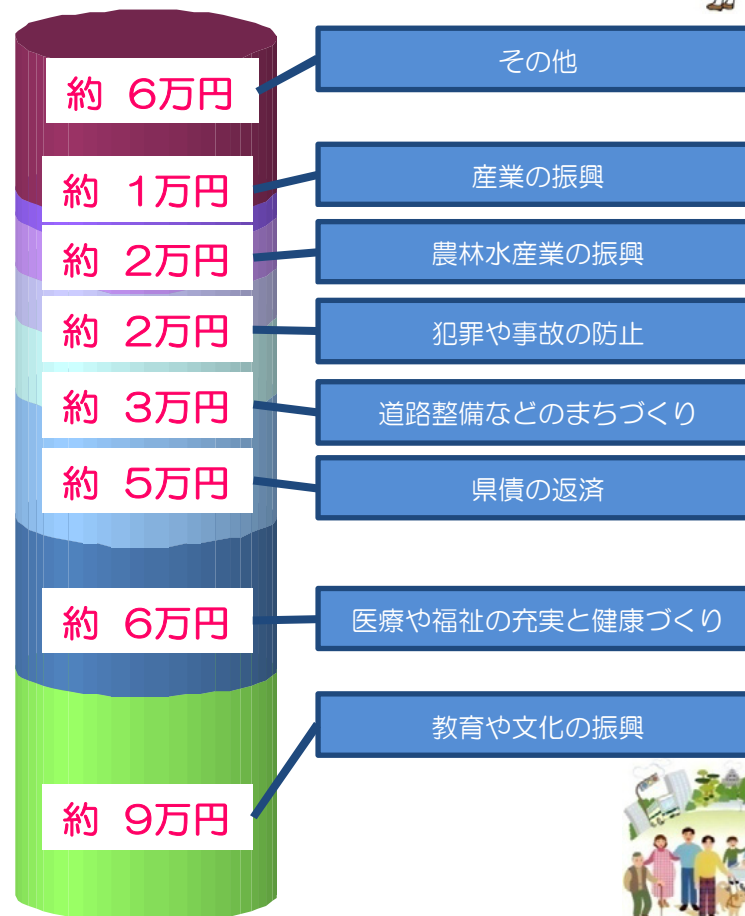 約 6万円
その他
約 1万円
産業の振興
約 2万円
農林水産業の振興
約 2万円
犯罪や事故の防止
約 3万円
道路整備などのまちづくり
約 5万円
県債の返済
約 6万円
医療や福祉の充実と健康づくり
約 9万円
教育や文化の振興